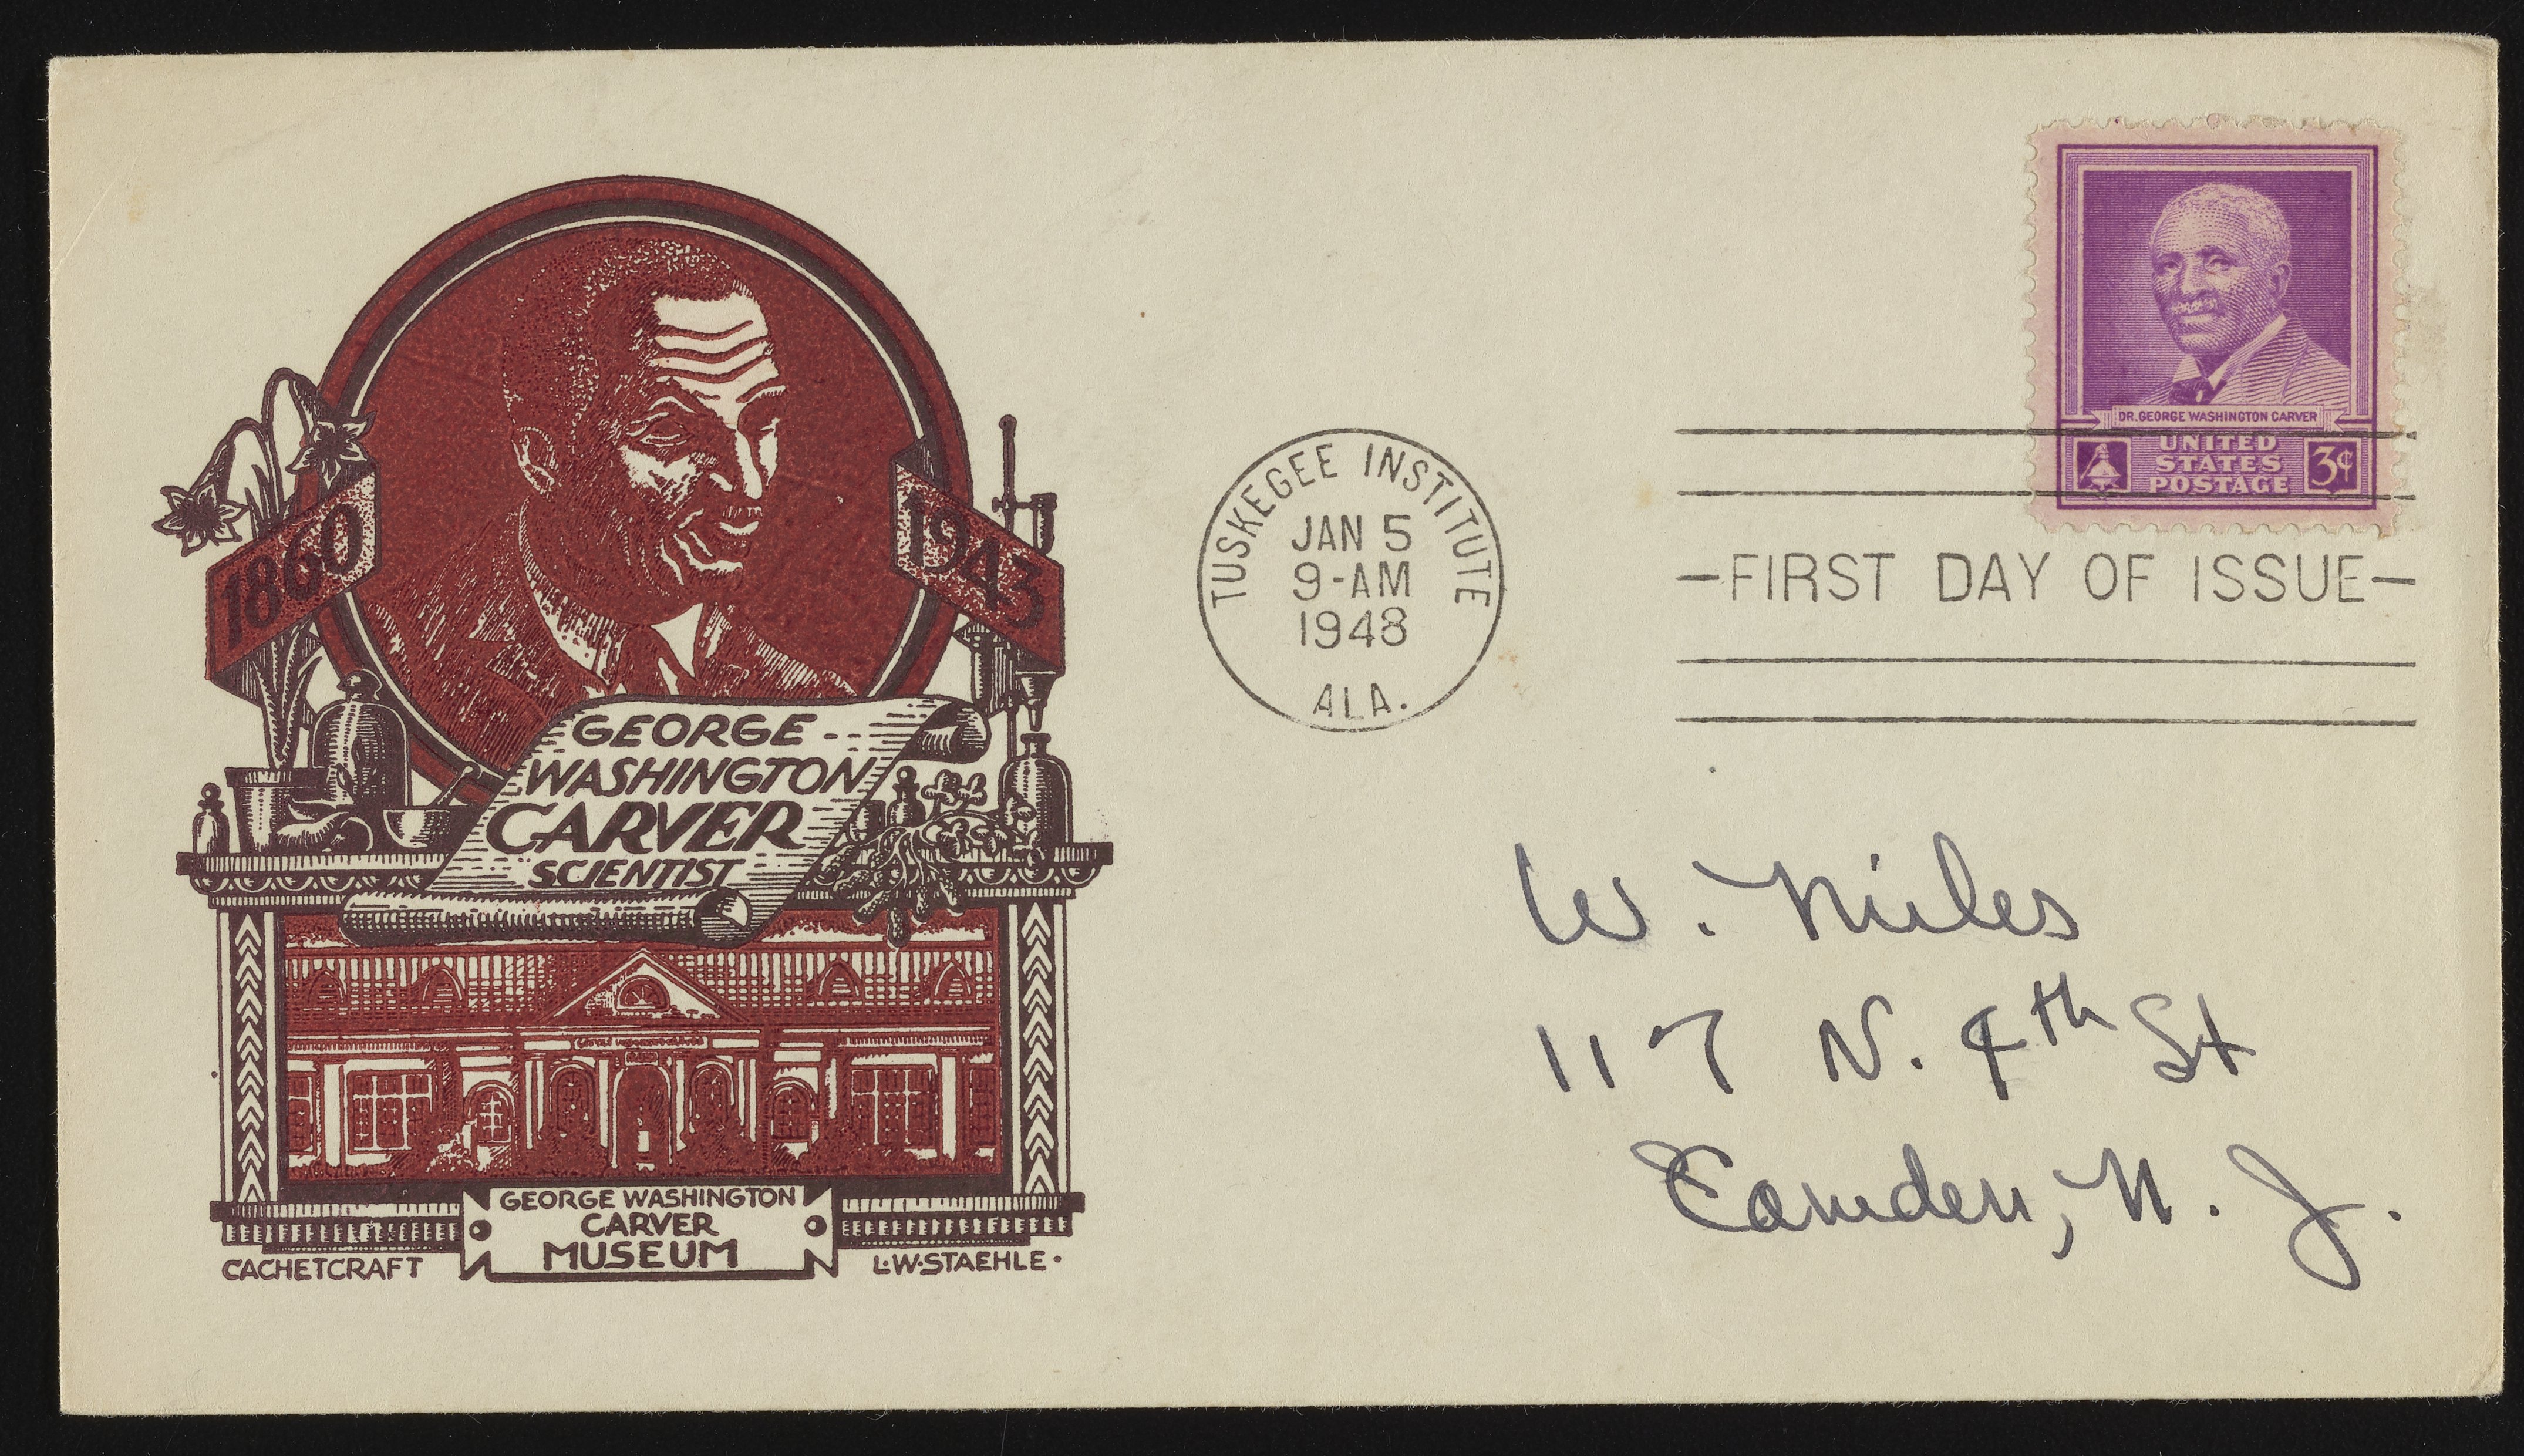 1860
1943
GEORGE
WASHINGTON
CARVER
SCIENTIST
GEORGE WASHINGTON
CARVER
MUSEUM
CACHETCRAFT
L.W.STAEHLE.
TUSKEGEE INSTITUTE
JAN 5
9-AM
1948
ALA.
DR. GEORGE WASHINGTON CARVER
UNITED
STATES
POSTAGE
3¢
-FIRST DAY OF ISSUE-
W. Niles
117 N. 4th St
Camden, N. J.